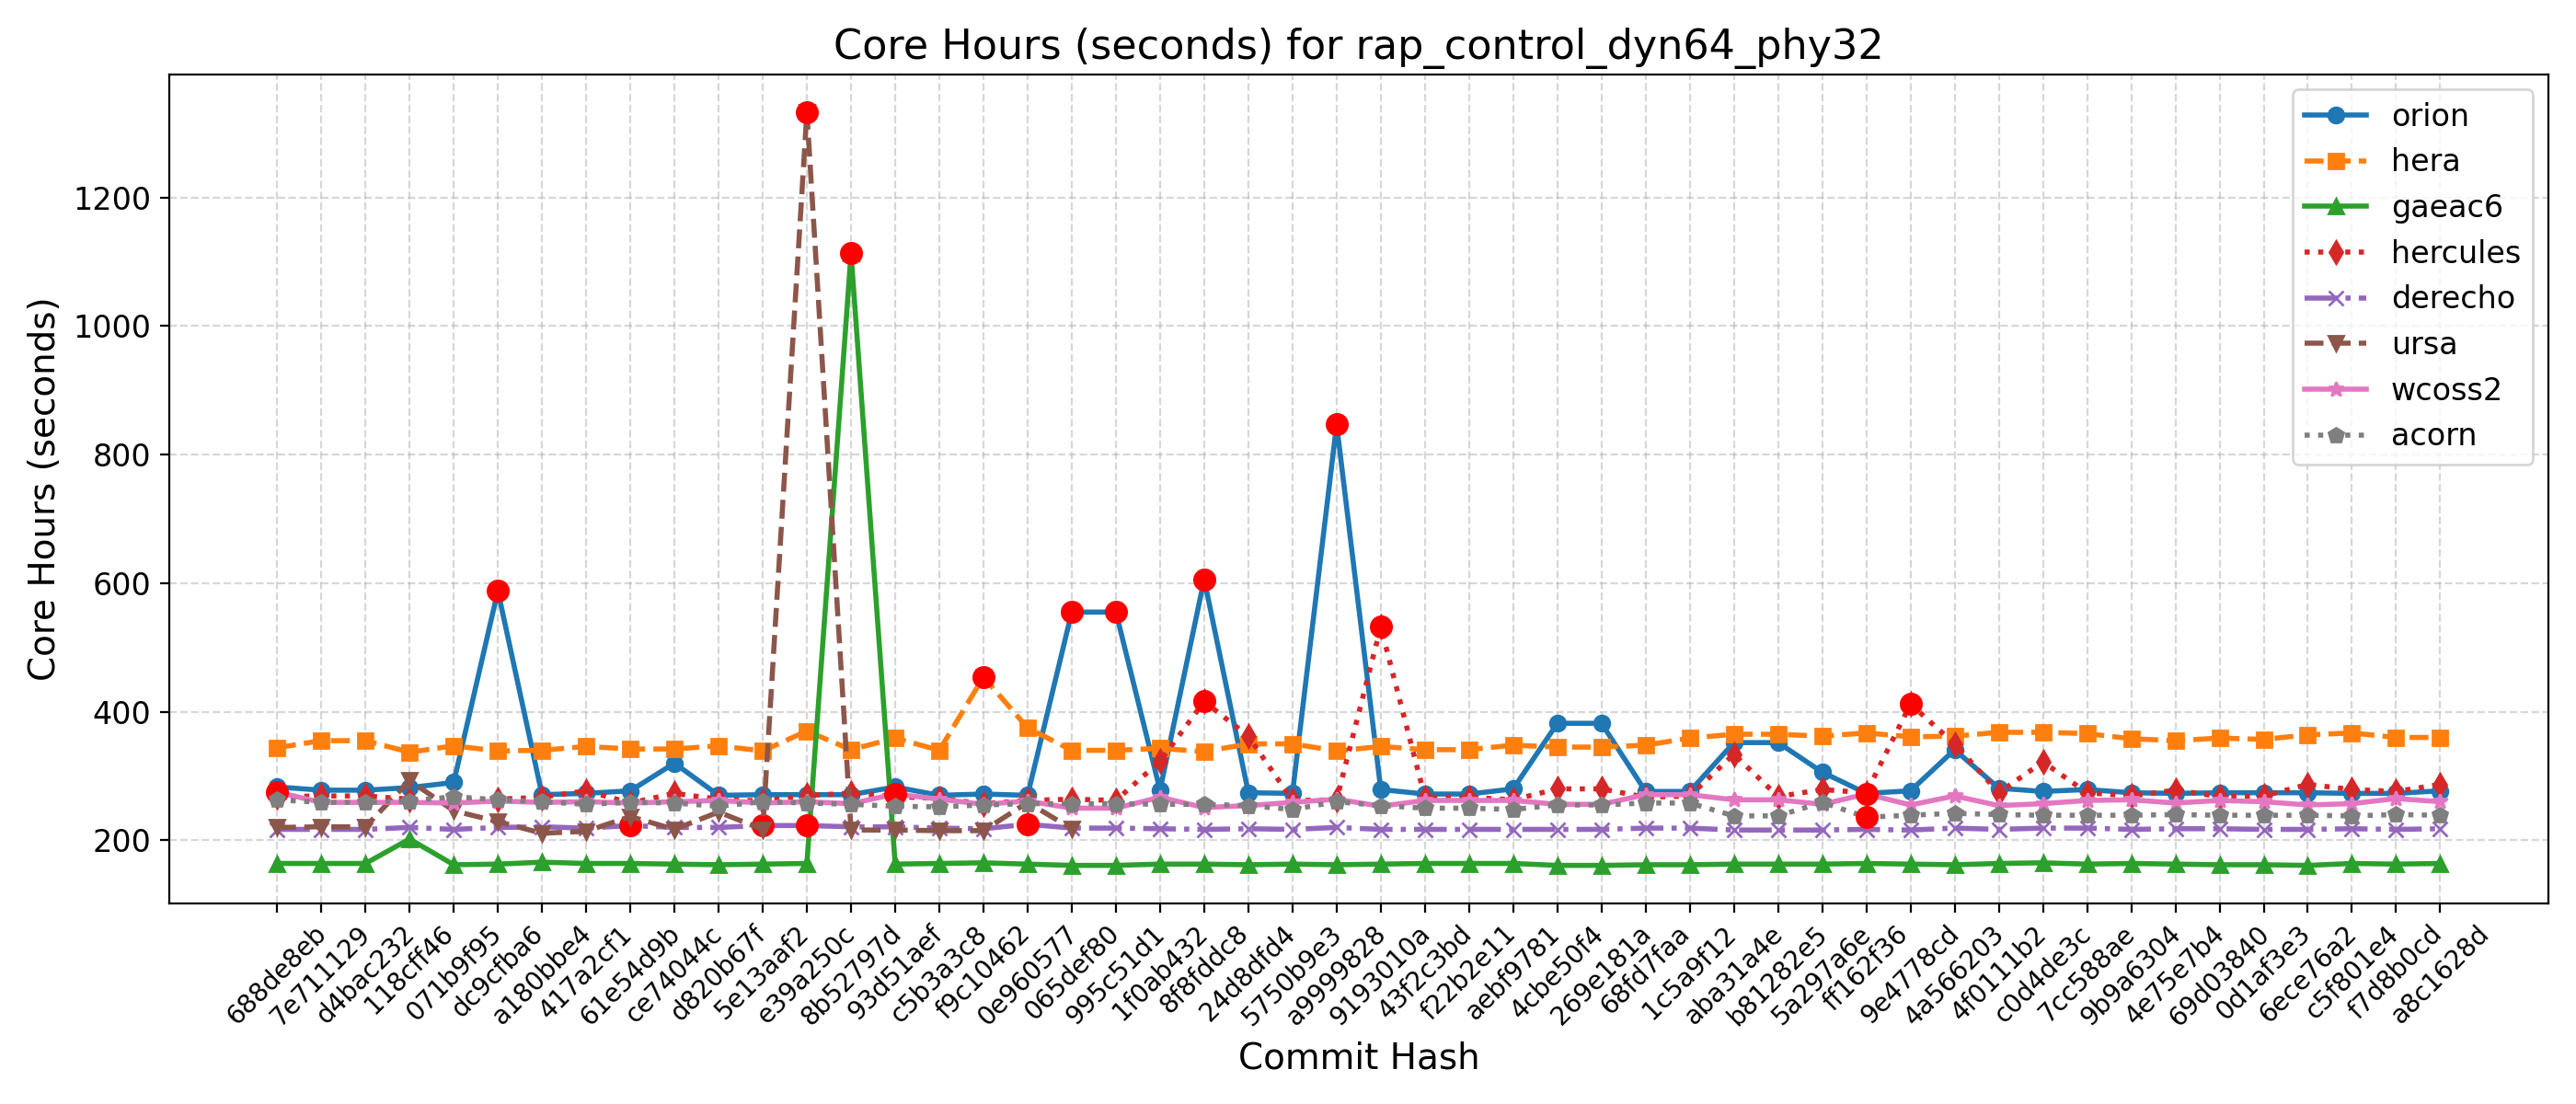 Core Hours (seconds) for rap_control_dyn64_phy32
Core Hours (seconds)
1200
1000
800
600
400
200
orion
hera
gaeac6
hercules
derecho
ursa
wcoss2
acorn
688de8eb
7e711129
d4bac232
118cff46
071b9f95
dc9cfba6
a180bbe4
417a2cf1
61e54d9b
ce74044c
d820b67f
5e13aaf2
e39a250c
8b52797d
93d51aef
c5b3a3c8
f9c10462
0e960577
065def80
995c51d1
1f0ab432
8f8fddc8
24d8dfd4
5750b9e3
a9999828
9193010a
43f2c3bd
f22b2e11
aebf9781
4cbe50f4
269e181a
68fd7faa
1c5a9f12
aba31a4e
b81282e5
5a297a6e
ff162f36
9e4778cd
4a566203
4f0111b2
c0d4de3c
7cc588ae
9b9a6304
4e75e7b4
69d03840
0d1af3e3
6ece76a2
c5f801e4
f7d8b0cd
a8c1628d
Commit Hash